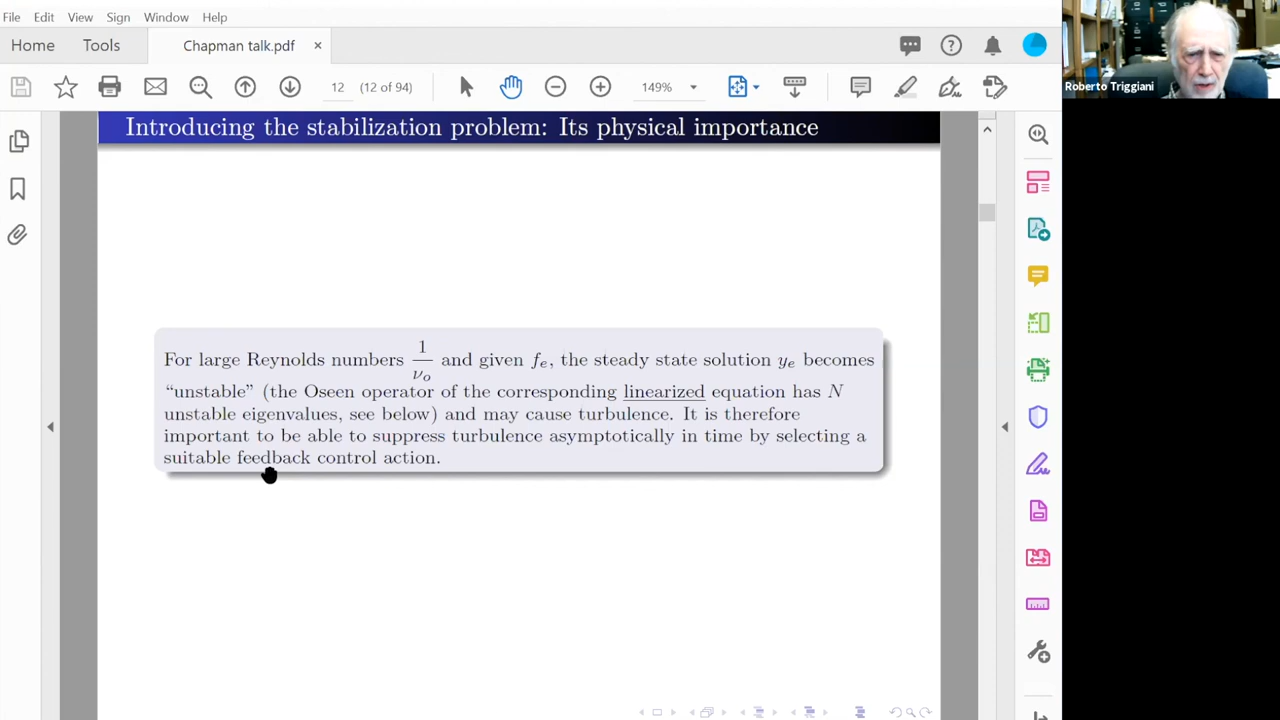 File Edit View Sign Window Help
Home Tools Chapman talk.pdf ×
12 (12 of 94) 149%
Roberto Triggiani
Introducing the stabilization problem: Its physical importance
For large Reynolds numbers 1/ν_o and given f_e, the steady state solution y_e becomes
“unstable” (the Oseen operator of the corresponding linearized equation has N
unstable eigenvalues, see below) and may cause turbulence. It is therefore
important to be able to suppress turbulence asymptotically in time by selecting a
suitable feedback control action.